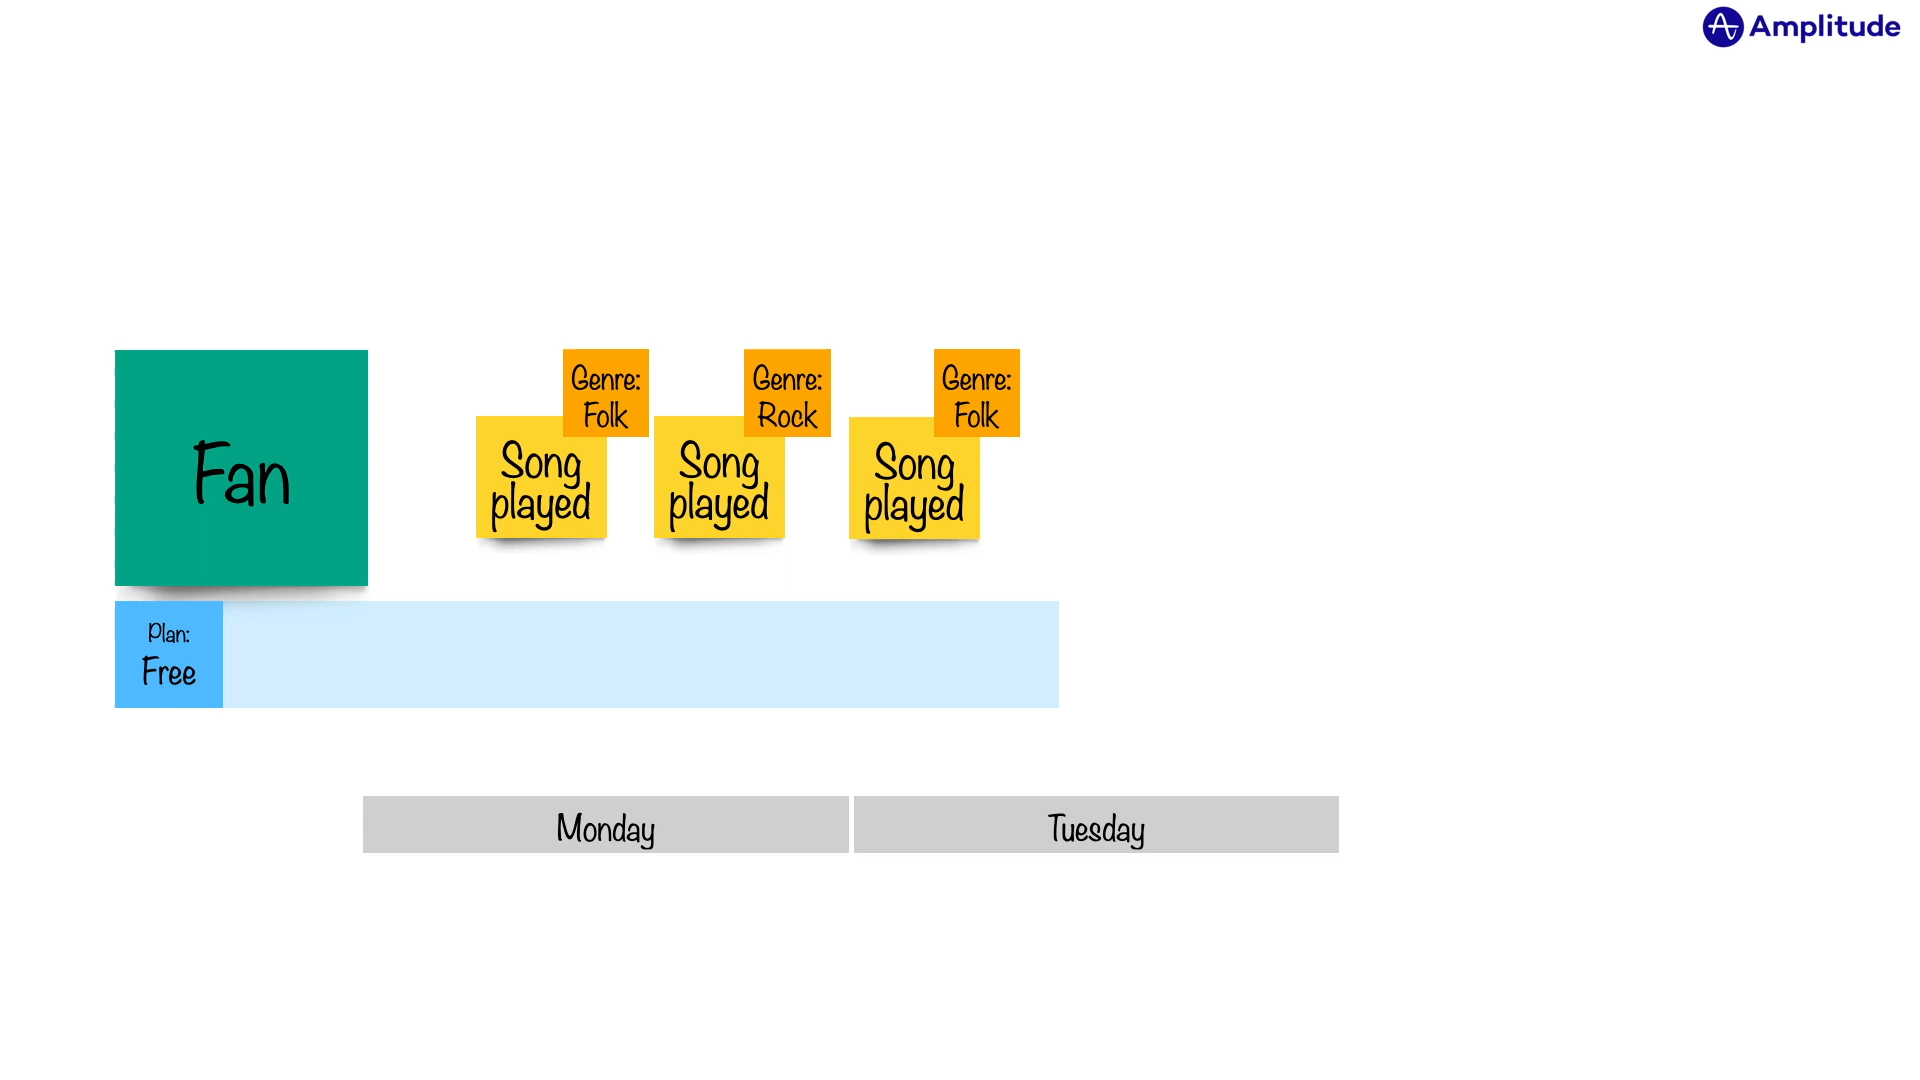 Amplitude
Fan
Genre:
Folk
Song
played
Genre:
Rock
Song
played
Genre:
Folk
Song
played
Plan:
Free
Monday
Tuesday